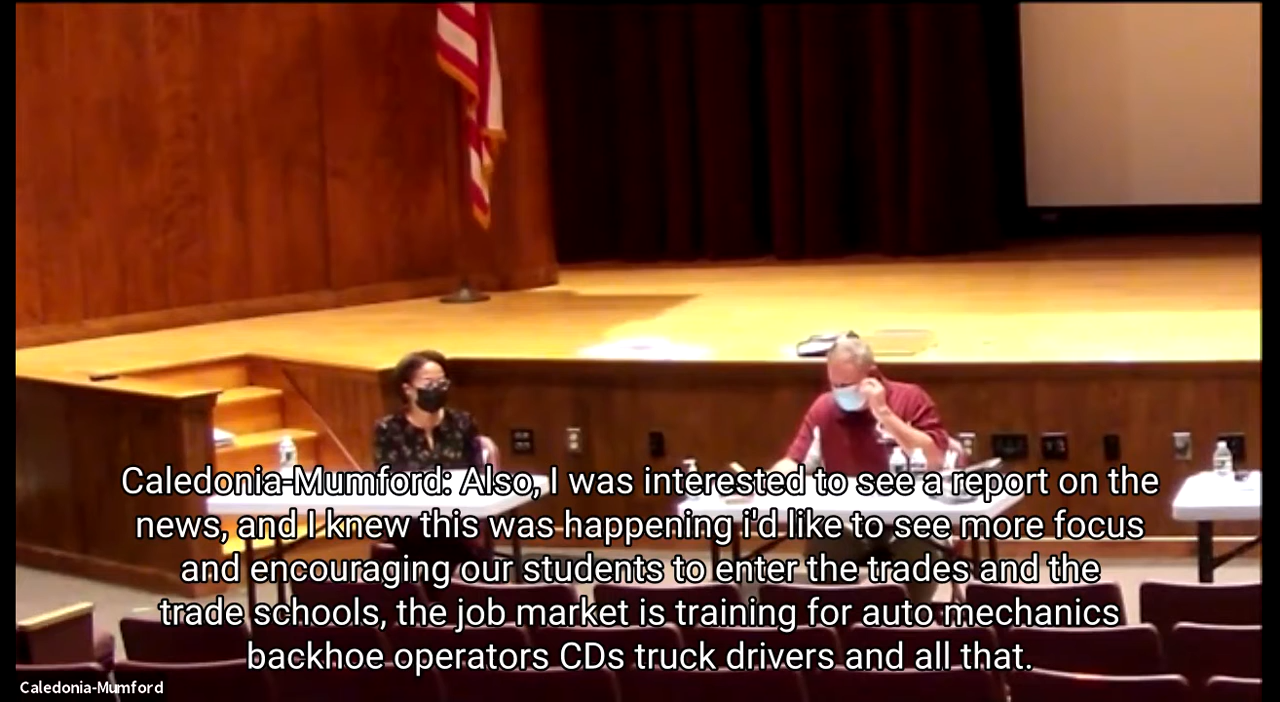 Caledonia-Mumford: Also, I was interested to see a report on the
news, and I knew this was happening i'd like to see more focus
and encouraging our students to enter the trades and the
trade schools, the job market is training for auto mechanics
backhoe operators CDs truck drivers and all that.
Caledonia-Mumford